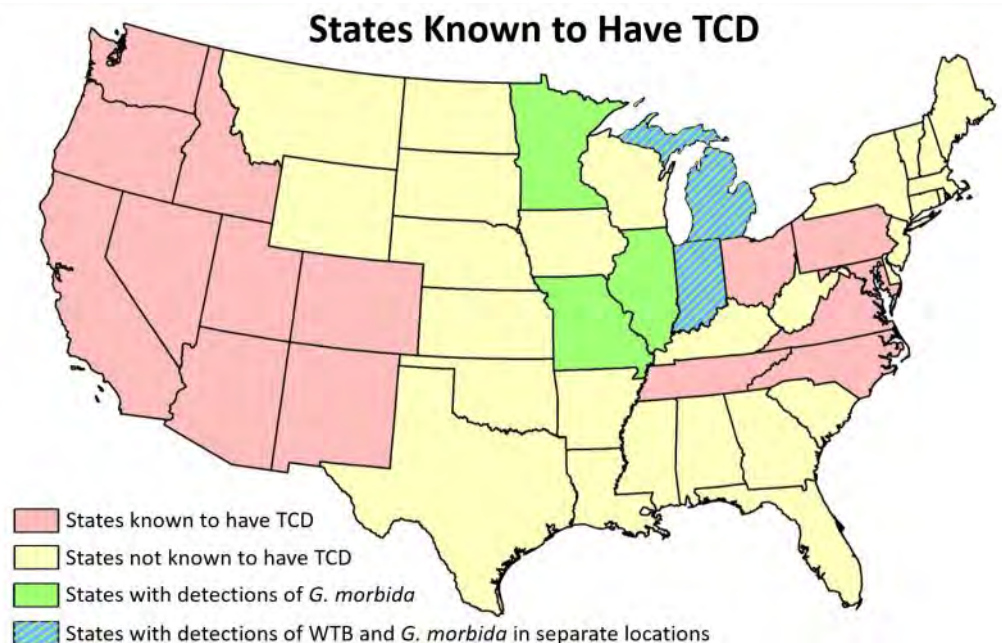 States Known to Have TCD
States known to have TCD
States not known to have TCD
States with detections of G. morbida
States with detections of WTB and G. morbida in separate locations